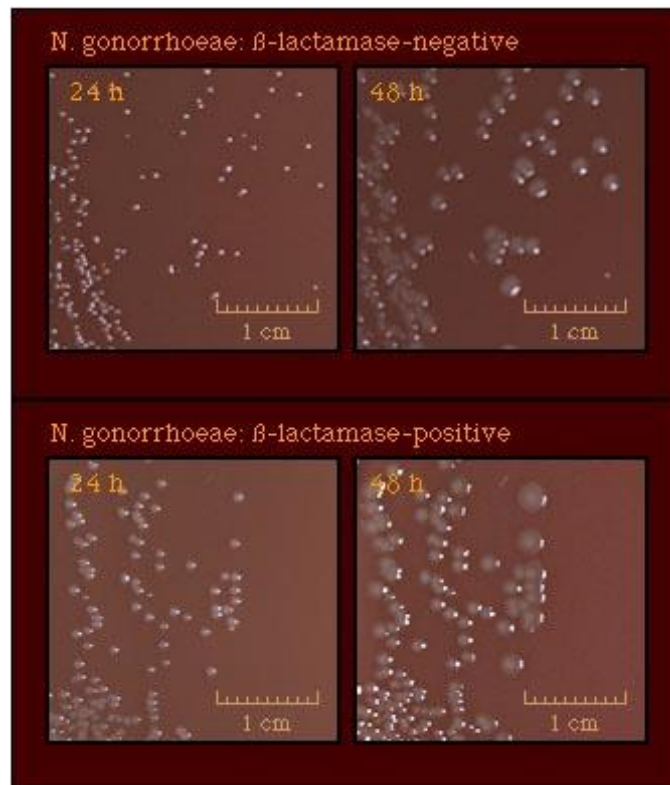 N. gonorrhoeae: ß-lactamase-negative
24 h
48 h
1 cm
1 cm
N. gonorrhoeae: ß-lactamase-positive
24 h
48 h
1 cm
1 cm